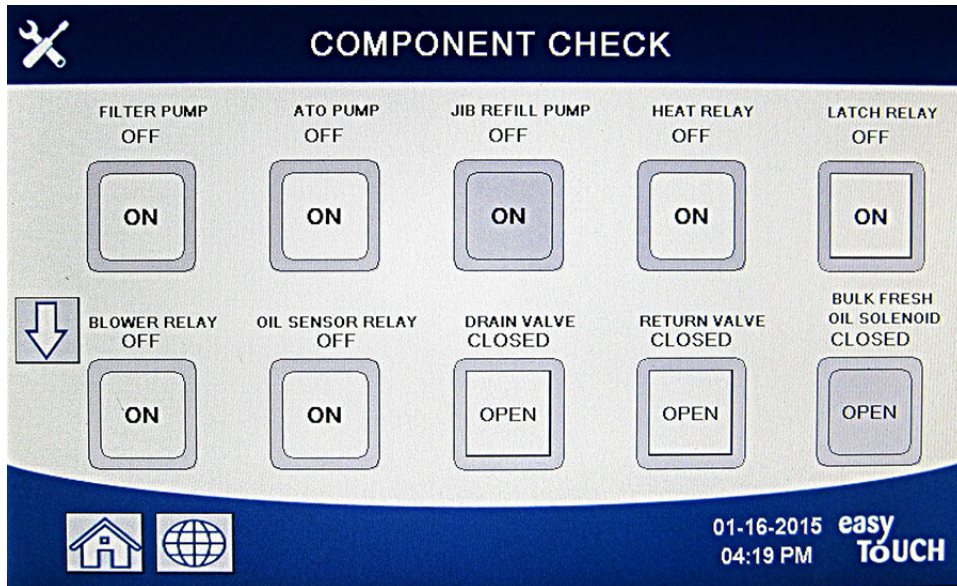 COMPONENT CHECK
FILTER PUMP
OFF
ON
ATO PUMP
OFF
ON
JIB REFILL PUMP
OFF
ON
HEAT RELAY
OFF
ON
LATCH RELAY
OFF
ON
BLOWER RELAY
OFF
ON
OIL SENSOR RELAY
OFF
ON
DRAIN VALVE
CLOSED
OPEN
RETURN VALVE
CLOSED
OPEN
BULK FRESH
OIL SOLENOID
CLOSED
OPEN
01-16-2015
04:19 PM
easy
TOUCH